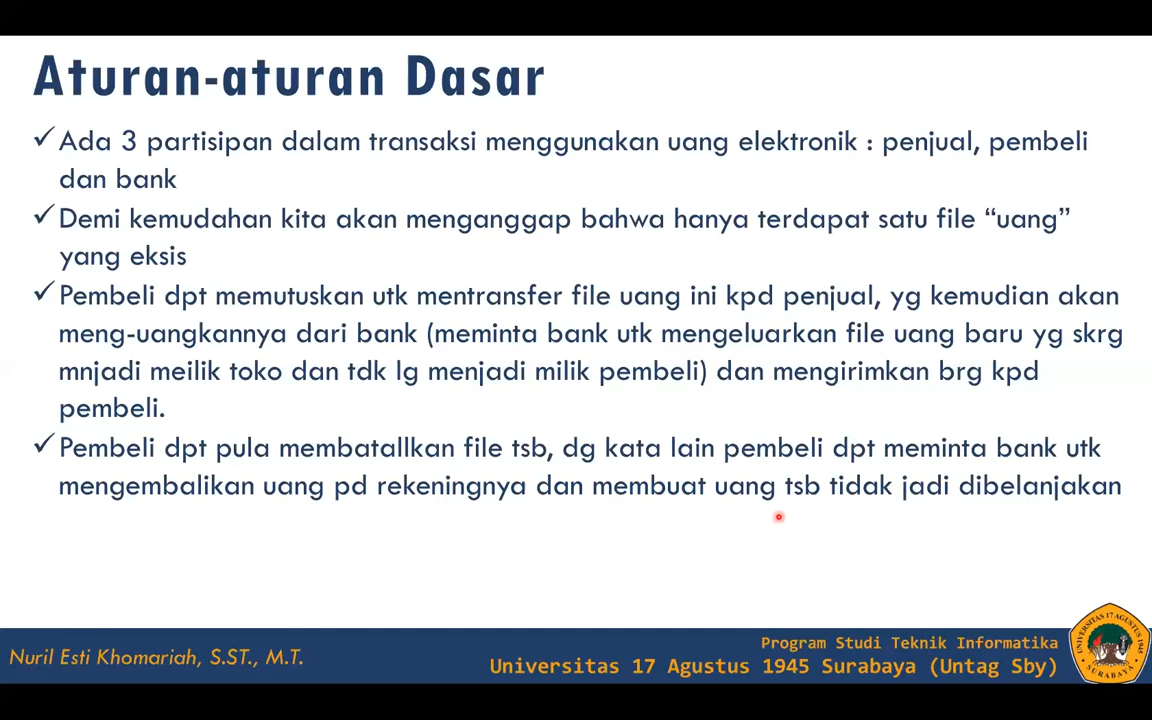 Aturan-aturan Dasar
✓Ada 3 partisipan dalam transaksi menggunakan uang elektronik : penjual, pembeli
dan bank
✓Demi kemudahan kita akan menganggap bahwa hanya terdapat satu file “uang”
yang eksis
✓Pembeli dpt memutuskan utk mentransfer file uang ini kpd penjual, yg kemudian akan
meng-uangkannya dari bank (meminta bank utk mengeluarkan file uang baru yg skrg
mnjadi meilik toko dan tdk lg menjadi milik pembeli) dan mengirimkan brg kpd
pembeli.
✓Pembeli dpt pula membatallkan file tsb, dg kata lain pembeli dpt meminta bank utk
mengembalikan uang pd rekeningnya dan membuat uang tsb tidak jadi dibelanjakan
Nuril Esti Khomariah, S.ST., M.T.
Program Studi Teknik Informatika
Universitas 17 Agustus 1945 Surabaya (Untag Sby)
UNIVERSITAS 17 AGUSTUS 1945
SURABAYA